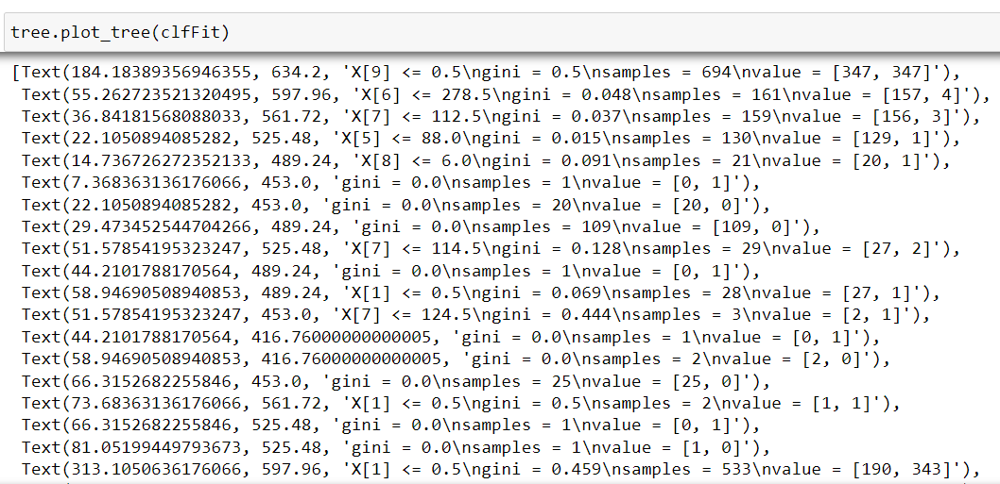 tree.plot_tree(clfFit)
[Text(184.18389356946355, 634.2, 'X[9] <= 0.5\ngini = 0.5\nsamples = 694\nvalue = [347, 347]'),
Text(55.262723521320495, 597.96, 'X[6] <= 278.5\ngini = 0.048\nsamples = 161\nvalue = [157, 4]'),
Text(36.84181568088033, 561.72, 'X[7] <= 112.5\ngini = 0.037\nsamples = 159\nvalue = [156, 3]'),
Text(22.1050894085282, 525.48, 'X[5] <= 88.0\ngini = 0.015\nsamples = 130\nvalue = [129, 1]'),
Text(14.736726272352133, 489.24, 'X[8] <= 6.0\ngini = 0.091\nsamples = 21\nvalue = [20, 1]'),
Text(7.368363136176066, 453.0, 'gini = 0.0\nsamples = 1\nvalue = [0, 1]'),
Text(22.1050894085282, 453.0, 'gini = 0.0\nsamples = 20\nvalue = [20, 0]'),
Text(29.473452544704266, 489.24, 'gini = 0.0\nsamples = 109\nvalue = [109, 0]'),
Text(51.57854195323247, 525.48, 'X[7] <= 114.5\ngini = 0.128\nsamples = 29\nvalue = [27, 2]'),
Text(44.2101788170564, 489.24, 'gini = 0.0\nsamples = 1\nvalue = [0, 1]'),
Text(58.94690508940853, 489.24, 'X[1] <= 0.5\ngini = 0.069\nsamples = 28\nvalue = [27, 1]'),
Text(51.57854195323247, 453.0, 'X[7] <= 124.5\ngini = 0.444\nsamples = 3\nvalue = [2, 1]'),
Text(44.2101788170564, 416.76000000000005, 'gini = 0.0\nsamples = 1\nvalue = [0, 1]'),
Text(58.94690508940853, 416.76000000000005, 'gini = 0.0\nsamples = 2\nvalue = [2, 0]'),
Text(66.3152682255846, 453.0, 'gini = 0.0\nsamples = 25\nvalue = [25, 0]'),
Text(73.68363136176066, 561.72, 'X[1] <= 0.5\ngini = 0.5\nsamples = 2\nvalue = [1, 1]'),
Text(66.3152682255846, 525.48, 'gini = 0.0\nsamples = 1\nvalue = [0, 1]'),
Text(81.05199449793673, 525.48, 'gini = 0.0\nsamples = 1\nvalue = [1, 0]'),
Text(313.1050636176066, 597.96, 'X[1] <= 0.5\ngini = 0.459\nsamples = 533\nvalue = [190, 343]'),